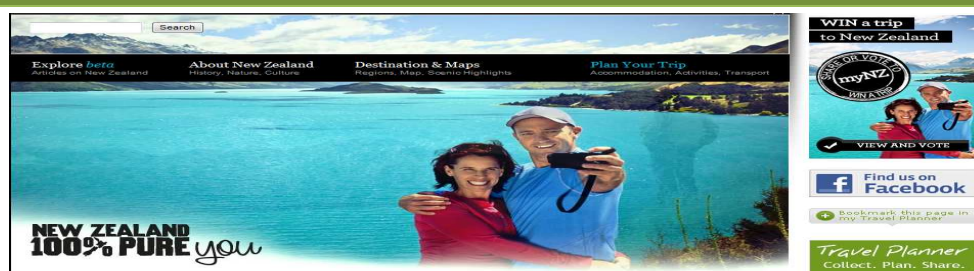 Search
Explore beta
Articles on New Zealand
About New Zealand
History, Nature, Culture
Destination & Maps
Regions, Map, Scenic Highlights
Plan Your Trip
Accommodation, Activities, Transport
NEW ZEALAND
100% PURE you
WIN a trip
to New Zealand
SHARE OR VOTE TO
myNZ
WIN A TRIP
VIEW AND VOTE
f Find us on
Facebook
Bookmark this page in
my Travel Planner
Travel Planner
Collect. Plan. Share.